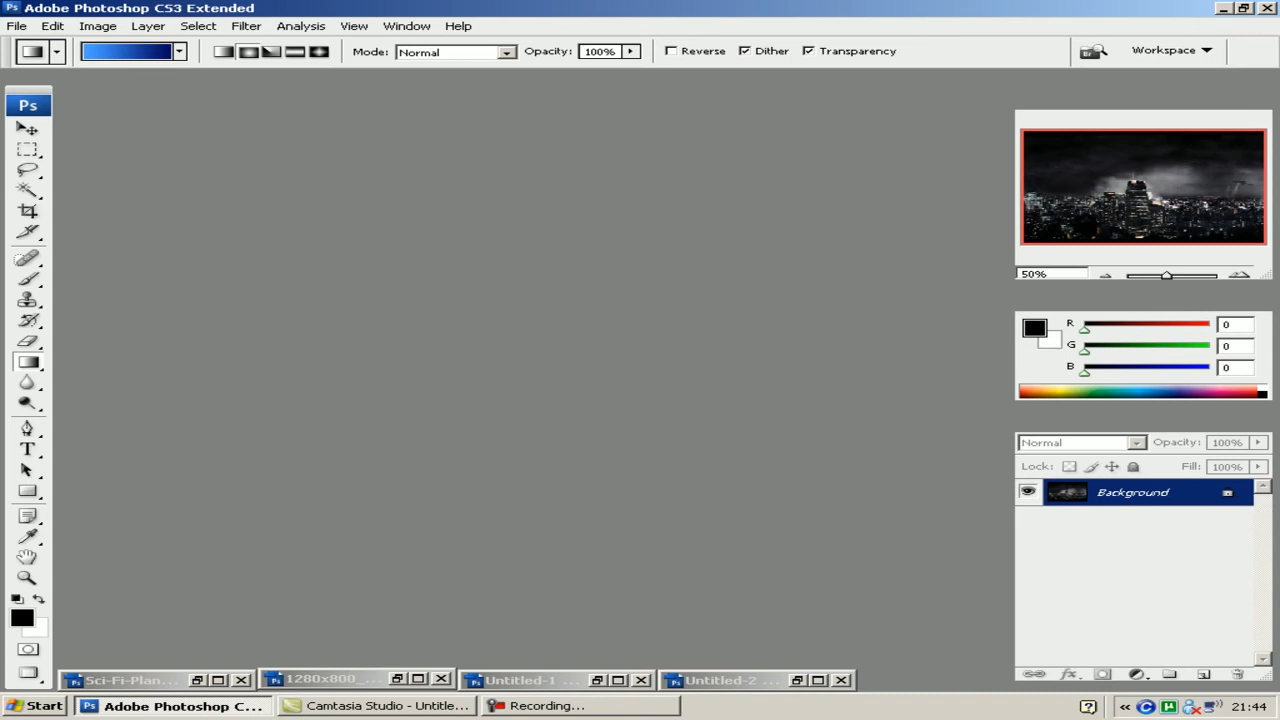 Ps Adobe Photoshop CS3 Extended
File Edit Image Layer Select Filter Analysis View Window Help
Mode: Normal Opacity: 100% Reverse Dither Transparency Workspace
Ps
50%
R 0
G 0
B 0
Normal Opacity: 100%
Lock: Fill: 100%
Background
T
fx
Sci-Fi-Plan... 1280x800_... Untitled-1 ... Untitled-2 ...
Start Adobe Photoshop C... Camtasia Studio - Untitle... Recording... « 21:44